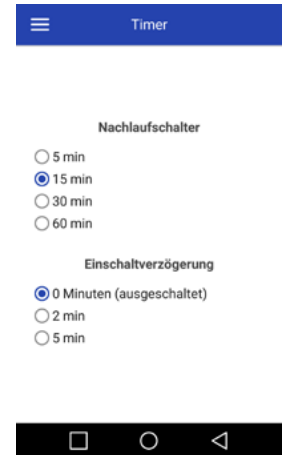 Timer
Nachlaufschalter
5 min
15 min
30 min
60 min
Einschaltverzögerung
0 Minuten (ausgeschaltet)
2 min
5 min